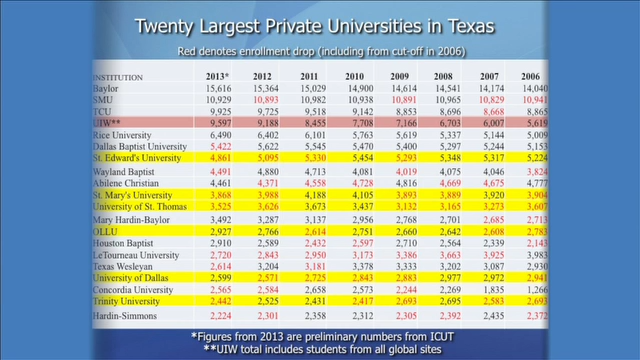 Twenty Largest Private Universities in Texas
Red denotes enrollment drop (including from cut-off in 2006)
INSTITUTION 2013* 2012 2011 2010 2009 2008 2007 2006
Baylor 15,616 15,364 15,029 14,900 14,614 14,541 14,174 14,040
SMU 10,929 10,893 10,982 10,938 10,891 10,965 10,829 10,941
TCU 9,925 9,725 9,518 9,142 8,853 8,696 8,668 8,865
UIW** 9,597 9,188 8,455 7,708 7,166 6,703 6,007 5,619
Rice University 6,490 6,402 6,101 5,763 5,619 5,337 5,144 5,009
Dallas Baptist University 5,422 5,622 5,545 5,470 5,400 5,297 5,244 5,153
St. Edward's University 4,861 5,095 5,330 5,454 5,293 5,348 5,317 5,224
Wayland Baptist 4,491 4,880 4,713 4,081 4,019 4,075 4,046 3,824
Abilene Christian 4,461 4,371 4,558 4,728 4,816 4,669 4,675 4,777
St. Mary's University 3,868 3,988 4,188 4,105 3,893 3,889 3,920 3,904
University of St. Thomas 3,525 3,626 3,673 3,437 3,132 3,165 3,273 3,607
Mary Hardin-Baylor 3,492 3,287 3,137 2,956 2,768 2,701 2,685 2,713
OLLU 2,927 2,766 2,614 2,751 2,660 2,642 2,608 2,783
Houston Baptist 2,910 2,589 2,432 2,597 2,710 2,564 2,339 2,143
LeTourneau University 2,720 2,843 2,950 3,173 3,386 3,663 3,925 3,983
Texas Wesleyan 2,614 3,204 3,181 3,378 3,333 3,202 3,087 2,930
University of Dallas 2,599 2,571 2,725 2,843 2,883 2,977 2,972 2,941
Concordia University 2,565 2,584 2,658 2,573 2,244 2,269 1,835 1,266
Trinity University 2,442 2,525 2,431 2,417 2,693 2,695 2,583 2,693
Hardin-Simmons 2,224 2,301 2,358 2,312 2,305 2,392 2,435 2,372
*Figures from 2013 are preliminary numbers from ICUT
**UIW total includes students from all global sites